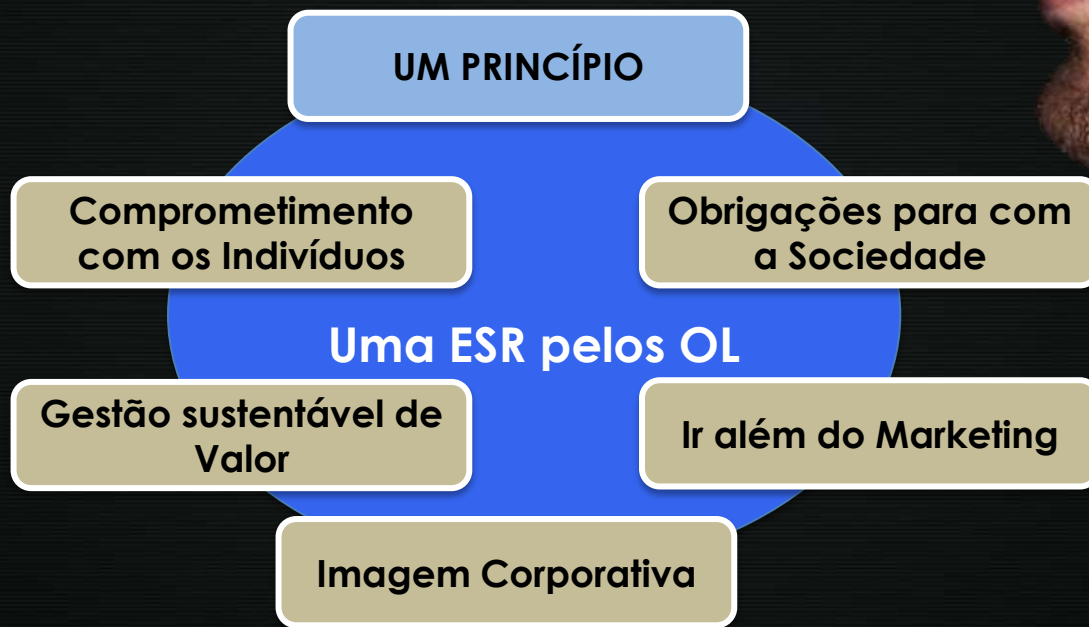 UM PRINCÍPIO
Comprometimento
com os Indivíduos
Obrigações para com
a Sociedade
Uma ESR pelos OL
Gestão sustentável de
Valor
Ir além do Marketing
Imagem Corporativa